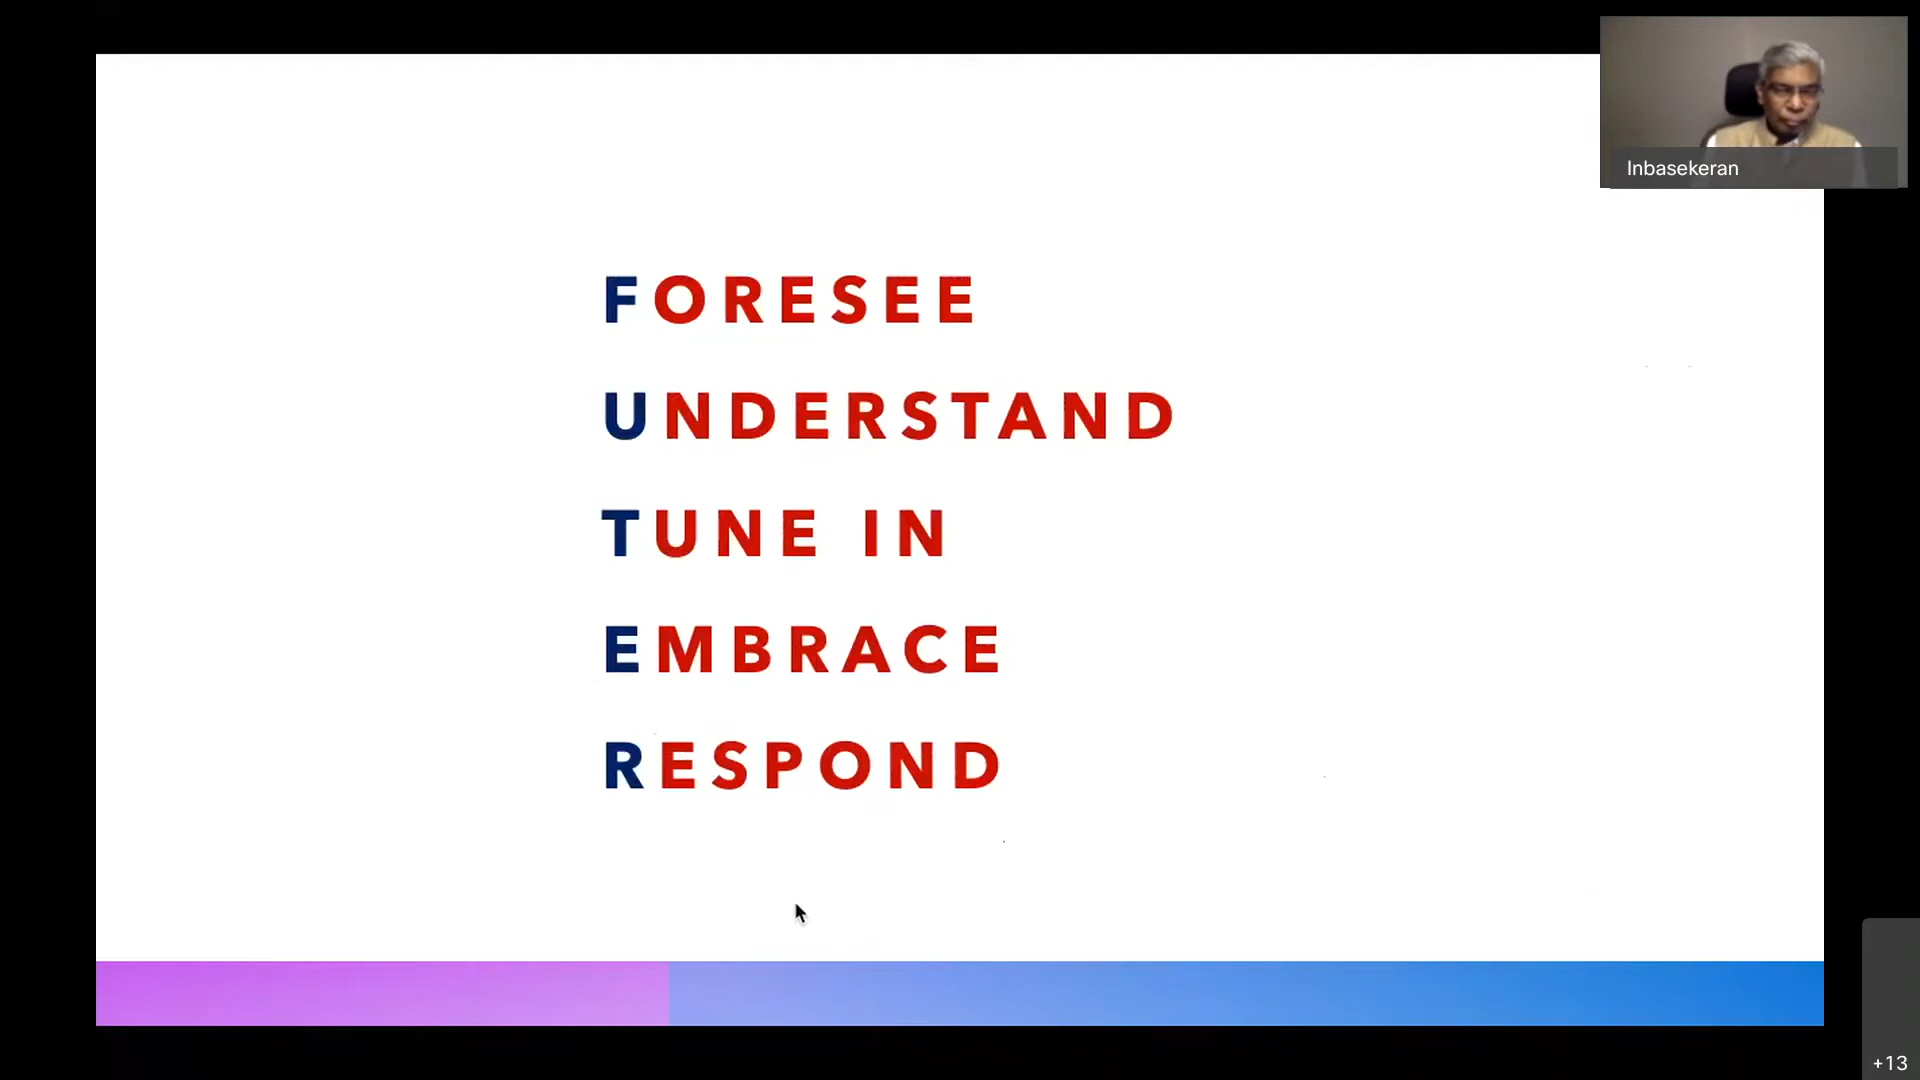 Inbasekeran
FORESEE
UNDERSTAND
TUNE IN
EMBRACE
RESPOND
+13